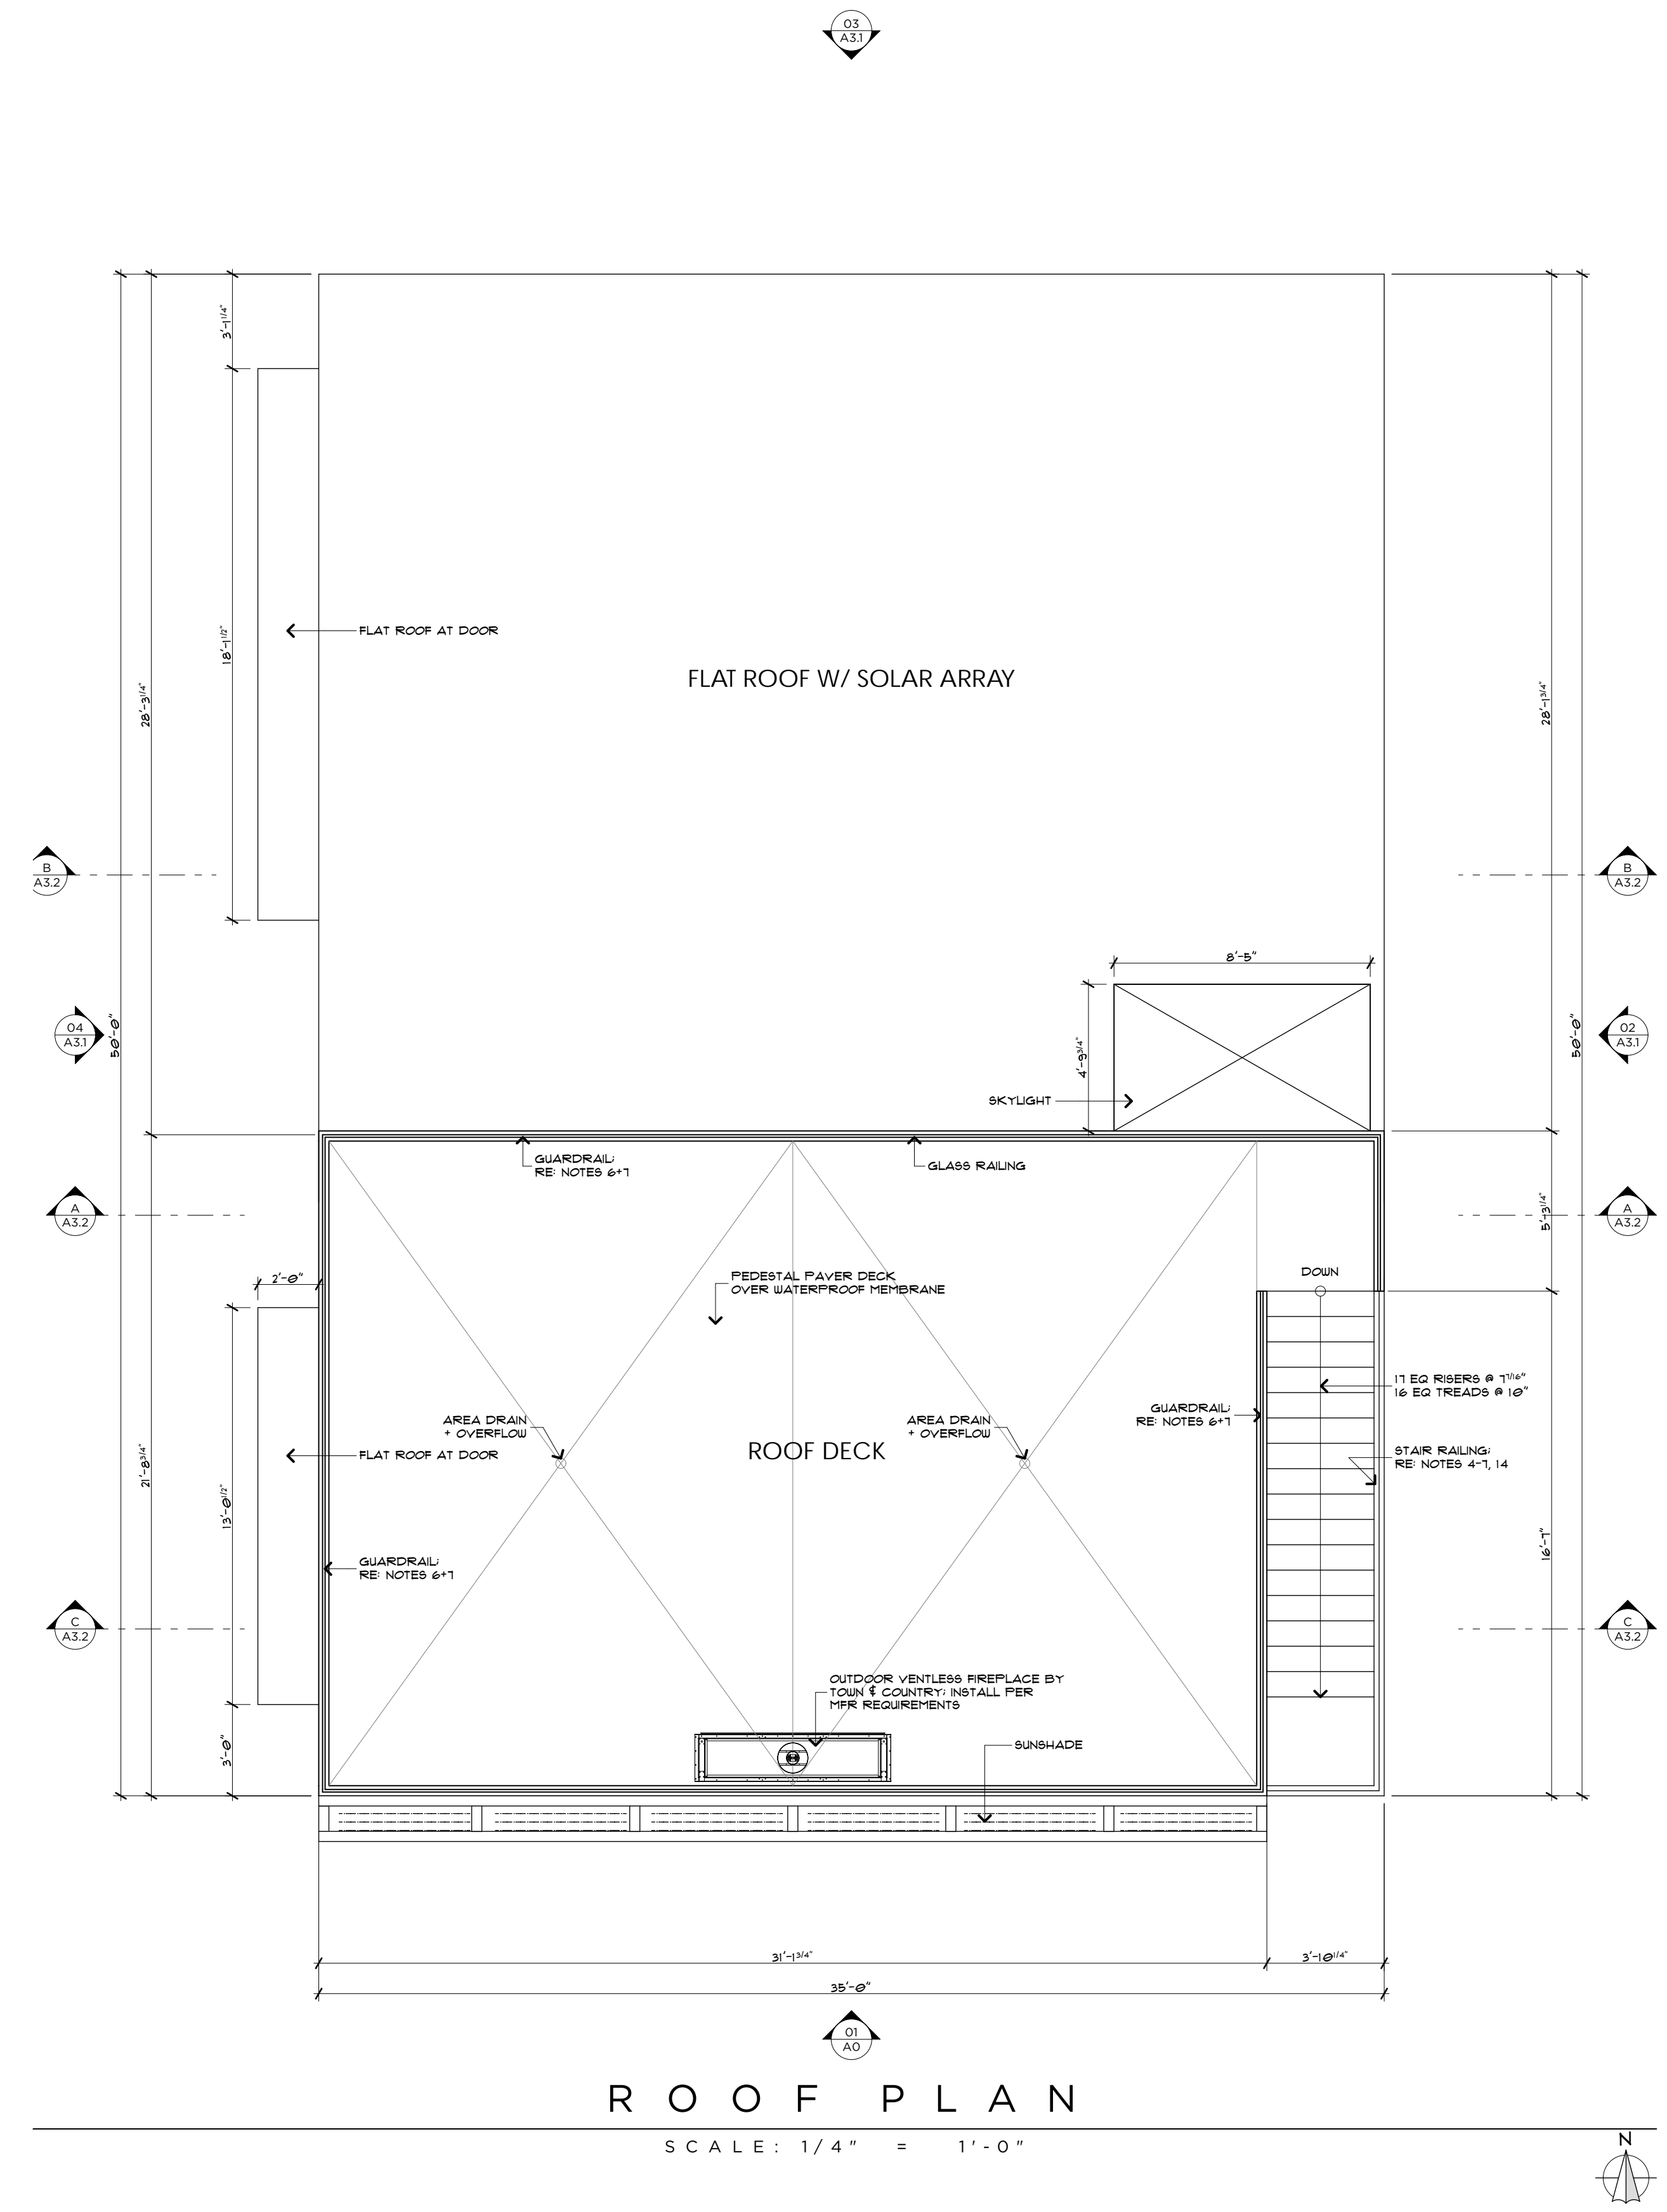 03
A3.1
3'-1 1/4"
FLAT ROOF AT DOOR
18'-1 1/2"
FLAT ROOF W/ SOLAR ARRAY
28'-3 1/4"
28'-1 3/4"
B
A3.2
B
A3.2
8'-5"
04
A3.1
50'-0"
4'-9 3/4"
50'-0"
02
A3.1
SKYLIGHT
GUARDRAIL;
RE: NOTES 6+7
GLASS RAILING
A
A3.2
5'-3 1/4"
A
A3.2
2'-0"
PEDESTAL PAVER DECK
OVER WATERPROOF MEMBRANE
DOWN
17 EQ RISERS @ 7 7/16"
16 EQ TREADS @ 10"
GUARDRAIL;
RE: NOTES 6+7
AREA DRAIN
+ OVERFLOW
AREA DRAIN
+ OVERFLOW
ROOF DECK
FLAT ROOF AT DOOR
STAIR RAILING;
RE: NOTES 4-7, 14
21'-8 3/4"
13'-0 1/2"
16'-7"
GUARDRAIL;
RE: NOTES 6+7
C
A3.2
C
A3.2
OUTDOOR VENTLESS FIREPLACE BY
TOWN & COUNTRY; INSTALL PER
MFR REQUIREMENTS
3'-0"
SUNSHADE
31'-1 3/4"
3'-10 1/4"
35'-0"
01
A0
ROOF PLAN
SCALE: 1/4" = 1'-0"
N